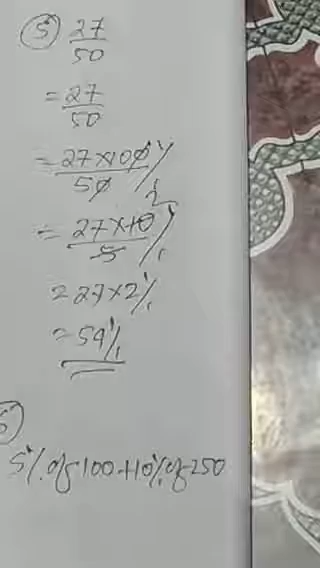 (5) 27/50
= 27/50
= 27×100/50 %
= 27×10/5 % 2
= 27×2%
= 54%
5% of 100+10% of 250